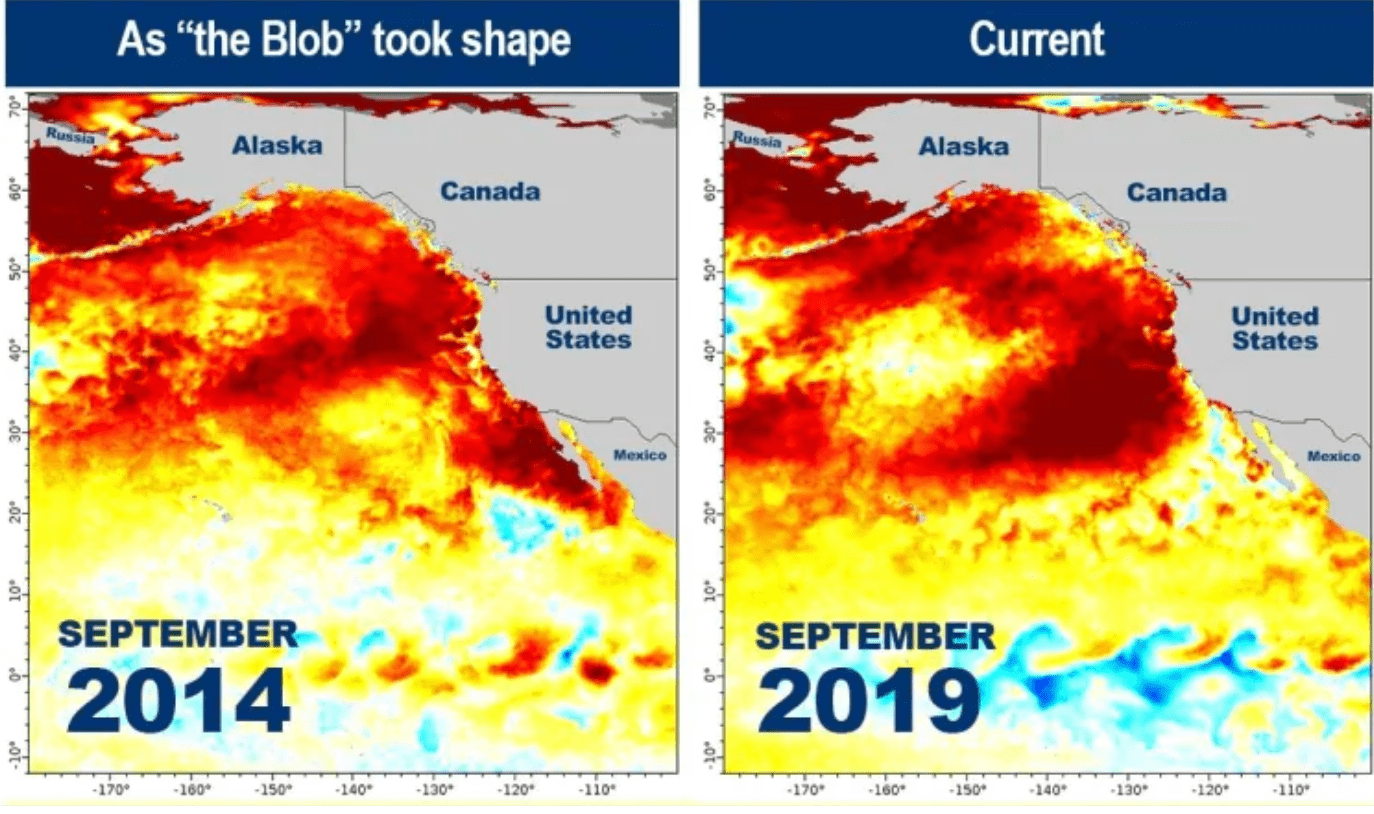 As “the Blob” took shape
Russia
Alaska
Canada
United
States
Mexico
SEPTEMBER
2014
70°
60°
50°
40°
30°
20°
10°
0°
-10°
-170°
-160°
-150°
-140°
-130°
-120°
-110°
Current
Russia
Alaska
Canada
United
States
Mexico
SEPTEMBER
2019
70°
60°
50°
40°
30°
20°
10°
0°
-10°
-170°
-160°
-150°
-140°
-130°
-120°
-110°